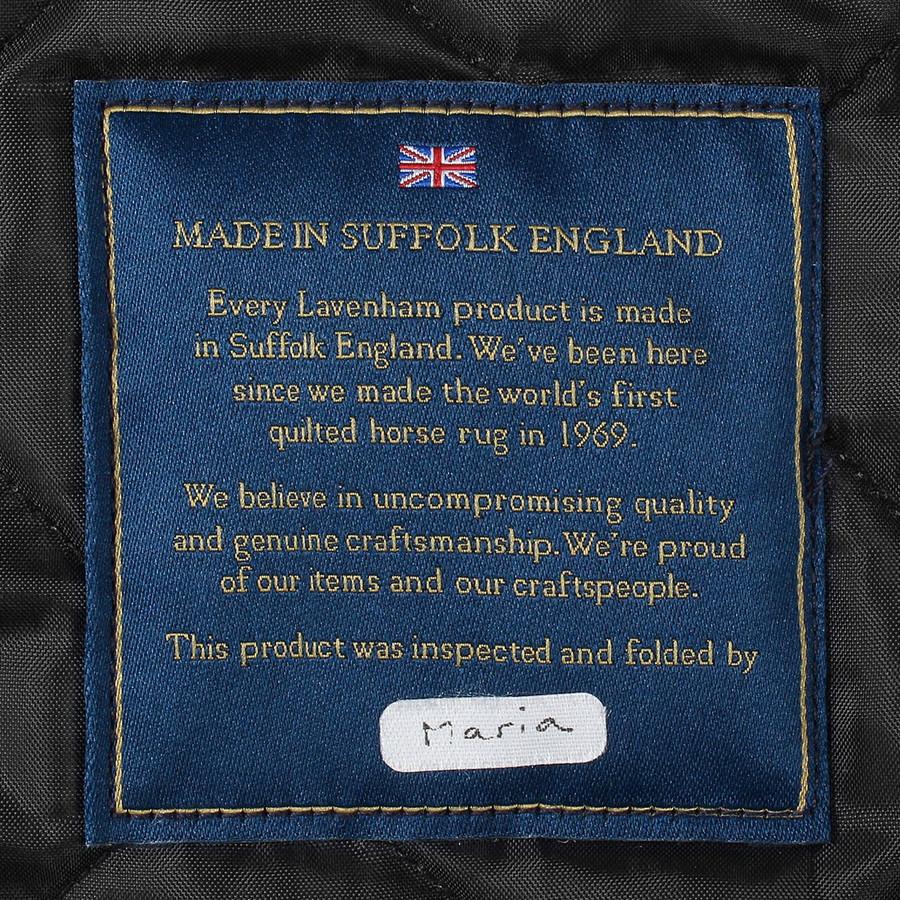 MADE IN SUFFOLK ENGLAND
Every Lavenham product is made
in Suffolk England. We've been here
since we made the world's first
quilted horse rug in 1969.
We believe in uncompromising quality
and genuine craftsmanship. We're proud
of our items and our craftspeople.
This product was inspected and folded by
Maria